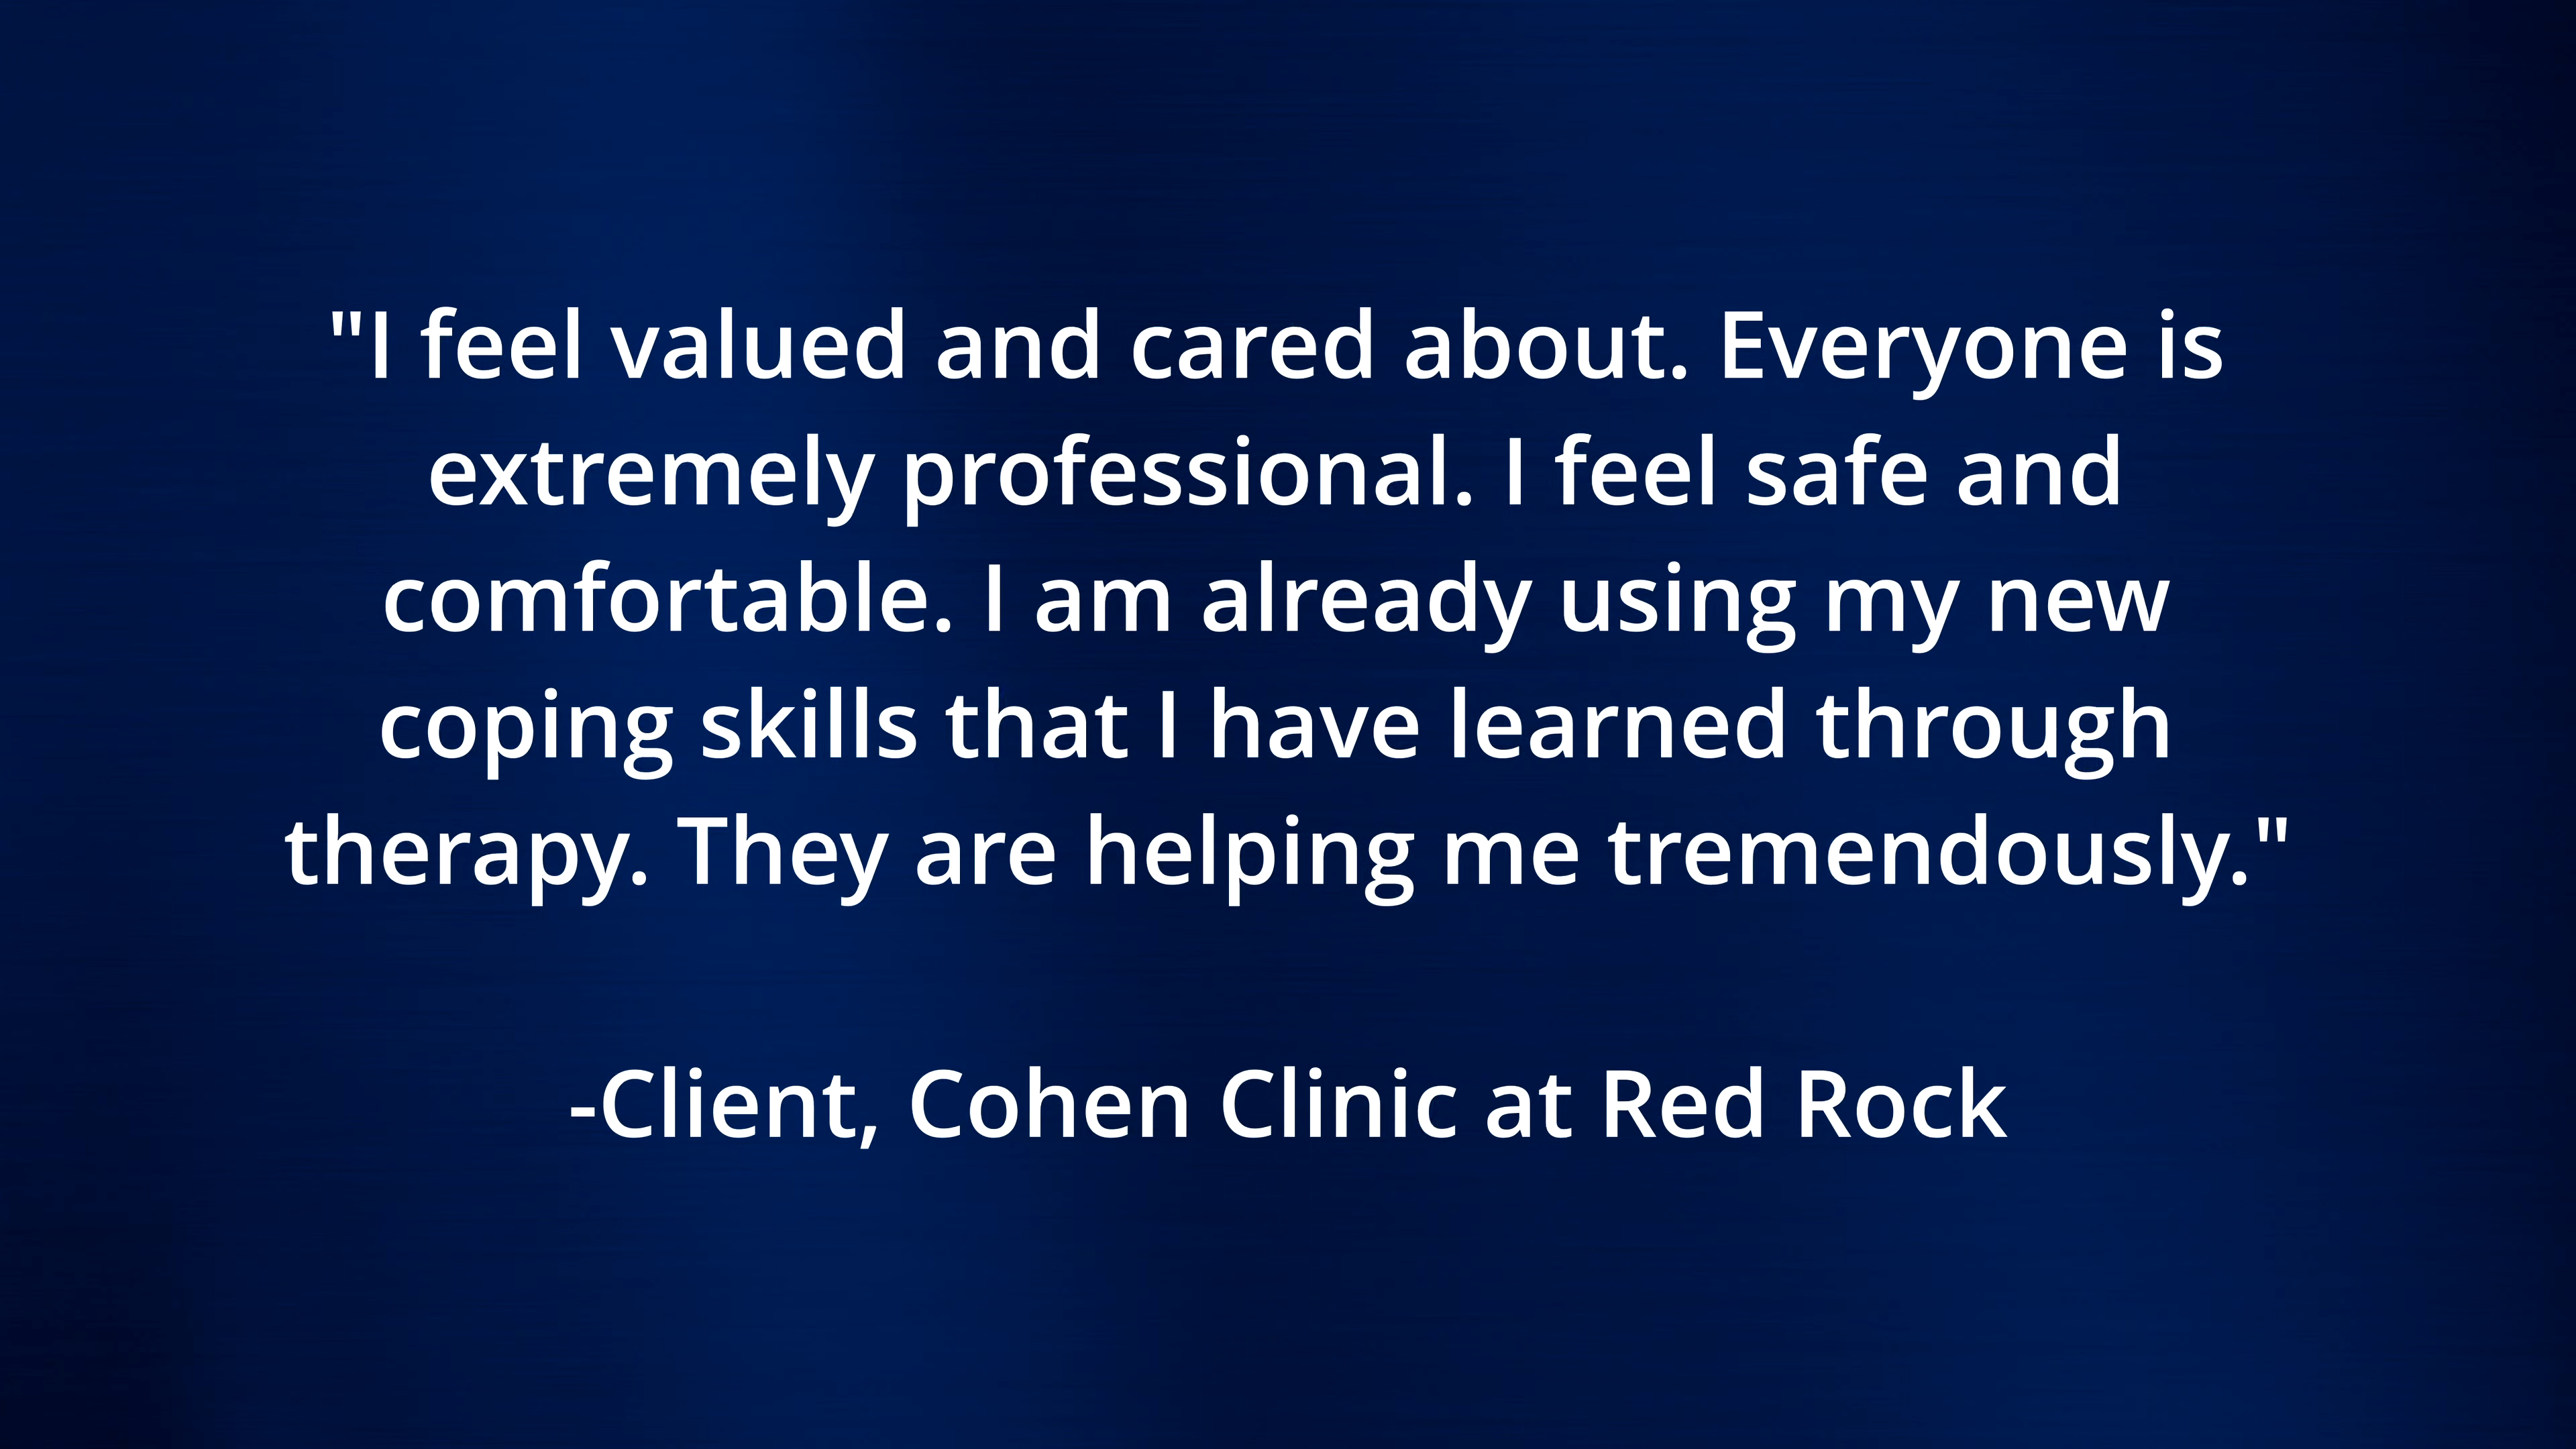 "I feel valued and cared about. Everyone is
extremely professional. I feel safe and
comfortable. I am already using my new
coping skills that I have learned through
therapy. They are helping me tremendously."
-Client, Cohen Clinic at Red Rock